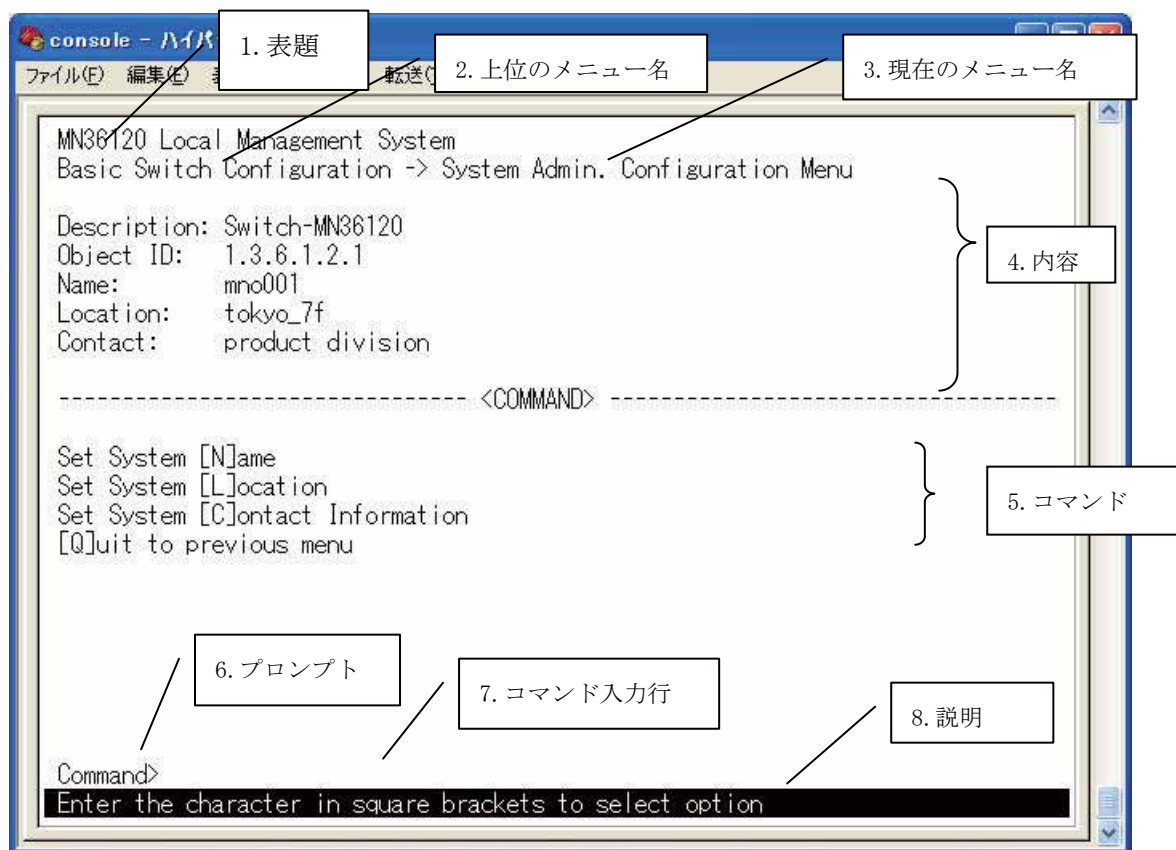 console - ハイパ
1.表題
ファイル(F) 編集(E) 転送(
2.上位のメニュー名
3.現在のメニュー名
MN36120 Local Management System
Basic Switch Configuration -> System Admin. Configuration Menu
Description: Switch-MN36120
Object ID: 1.3.6.1.2.1
Name: mno001
Location: tokyo_7f
Contact: product division
4.内容
-------------------------------- <COMMAND> -----------------------------------
Set System [N]ame
Set System [L]ocation
Set System [C]ontact Information
[Q]uit to previous menu
5.コマンド
6.プロンプト
7.コマンド入力行
8.説明
Command>
Enter the character in square brackets to select option